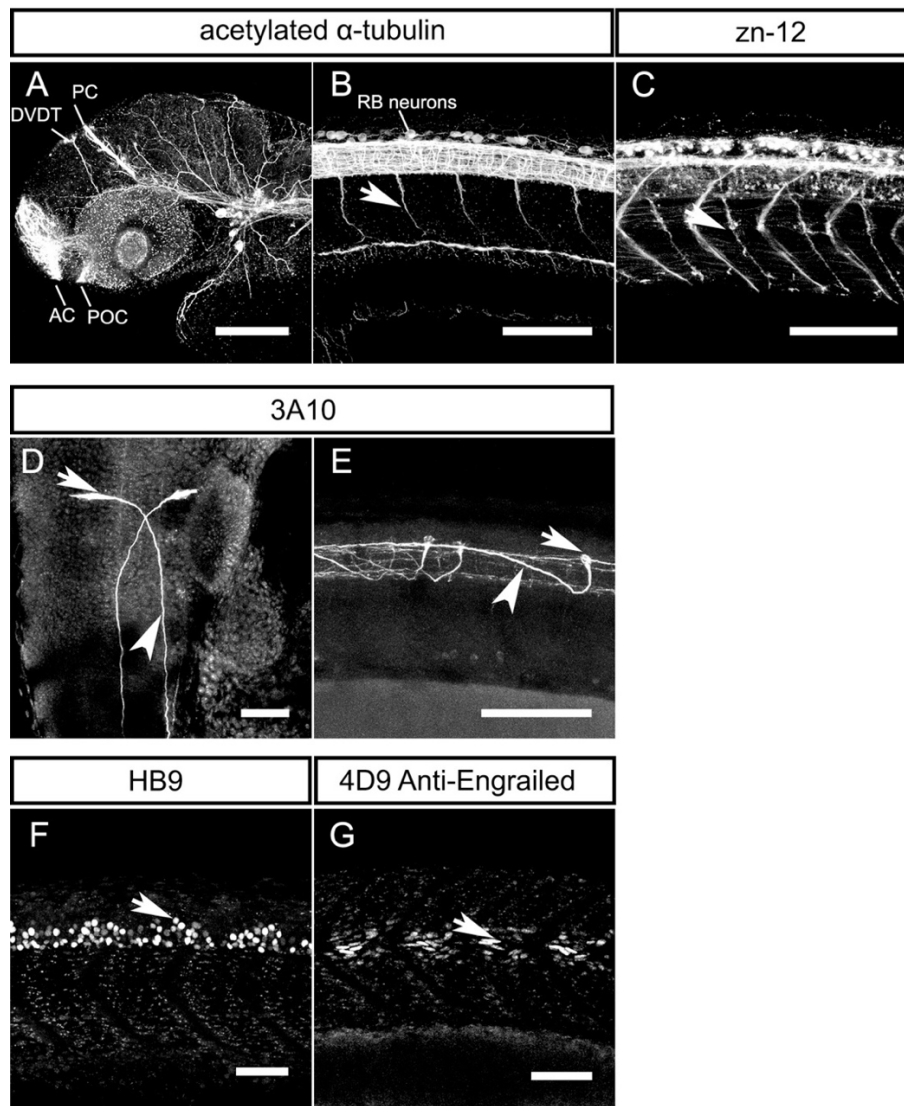 acetylated α-tubulin
zn-12
A
PC
DVDT
AC
POC
B
RB neurons
C
3A10
D
E
HB9
4D9 Anti-Engrailed
F
G